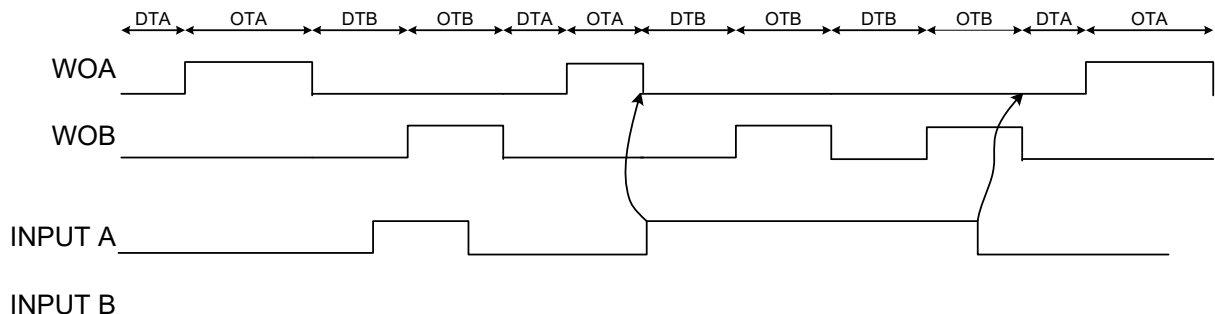 DTA OTA DTB OTB DTA OTA DTB OTB DTB OTB DTA OTA
WOA
WOB
INPUT A
INPUT B